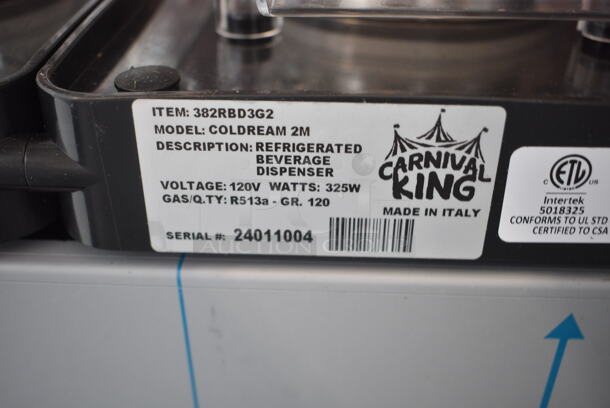 ITEM: 382RBD3G2
MODEL: COLDREAM 2M
DESCRIPTION: REFRIGERATED
BEVERAGE
DISPENSER
VOLTAGE: 120V WATTS: 325W
GAS/Q.TY: R513a - GR. 120
SERIAL #: 24011004
CARNIVAL
KING
MADE IN ITALY
C ETL US
Intertek
5018325
CONFORMS TO UL STD
CERTIFIED TO CSA